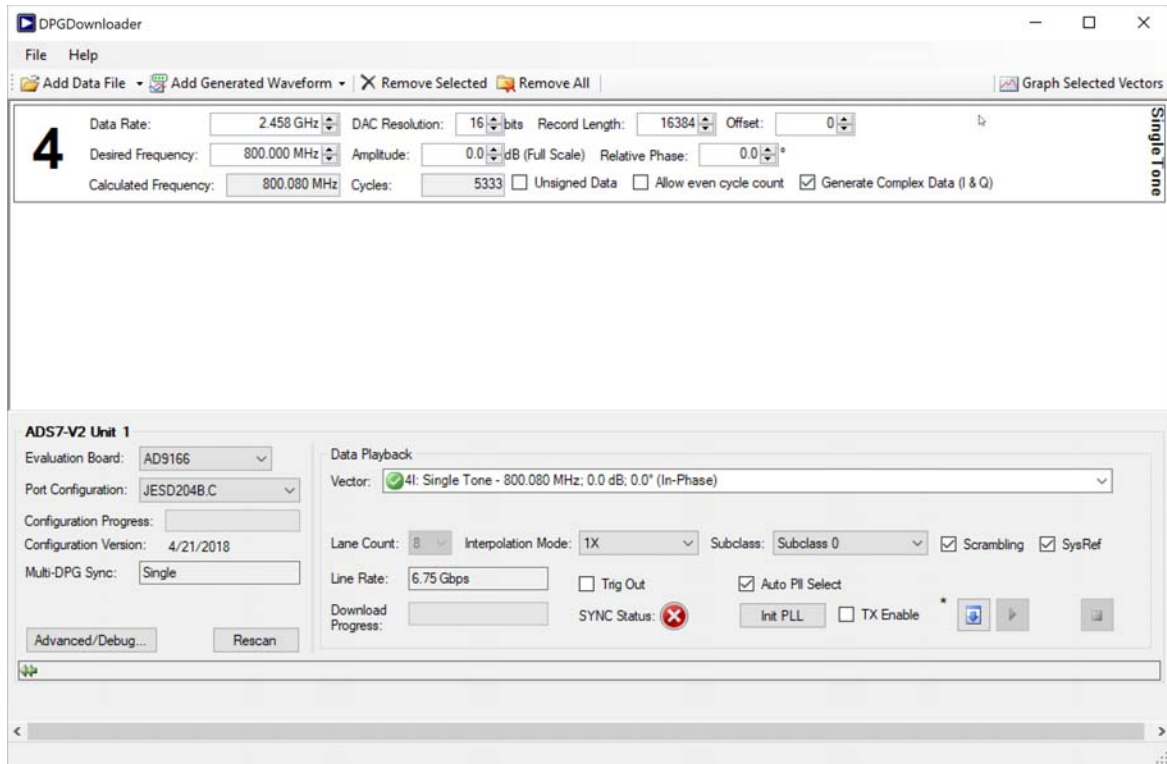 DPGDownloader
File Help
Add Data File Add Generated Waveform Remove Selected Remove All Graph Selected Vectors
4
Data Rate: 2.458 GHz DAC Resolution: 16 bits Record Length: 16384 Offset: 0
Desired Frequency: 800.000 MHz Amplitude: 0.0 dB (Full Scale) Relative Phase: 0.0 °
Calculated Frequency: 800.080 MHz Cycles: 5333 Unsigned Data Allow even cycle count Generate Complex Data (I & Q)
Single Tone
ADS7-V2 Unit 1
Evaluation Board: AD9166
Port Configuration: JESD204B.C
Configuration Progress:
Configuration Version: 4/21/2018
Multi-DPG Sync: Single
Advanced/Debug... Rescan
Data Playback
Vector: 4I: Single Tone - 800.080 MHz; 0.0 dB; 0.0° (In-Phase)
Lane Count: 8 Interpolation Mode: 1X Subclass: Subclass 0 Scrambling SysRef
Line Rate: 6.75 Gbps Trig Out Auto Pll Select
Download Progress: SYNC Status: Init PLL TX Enable *